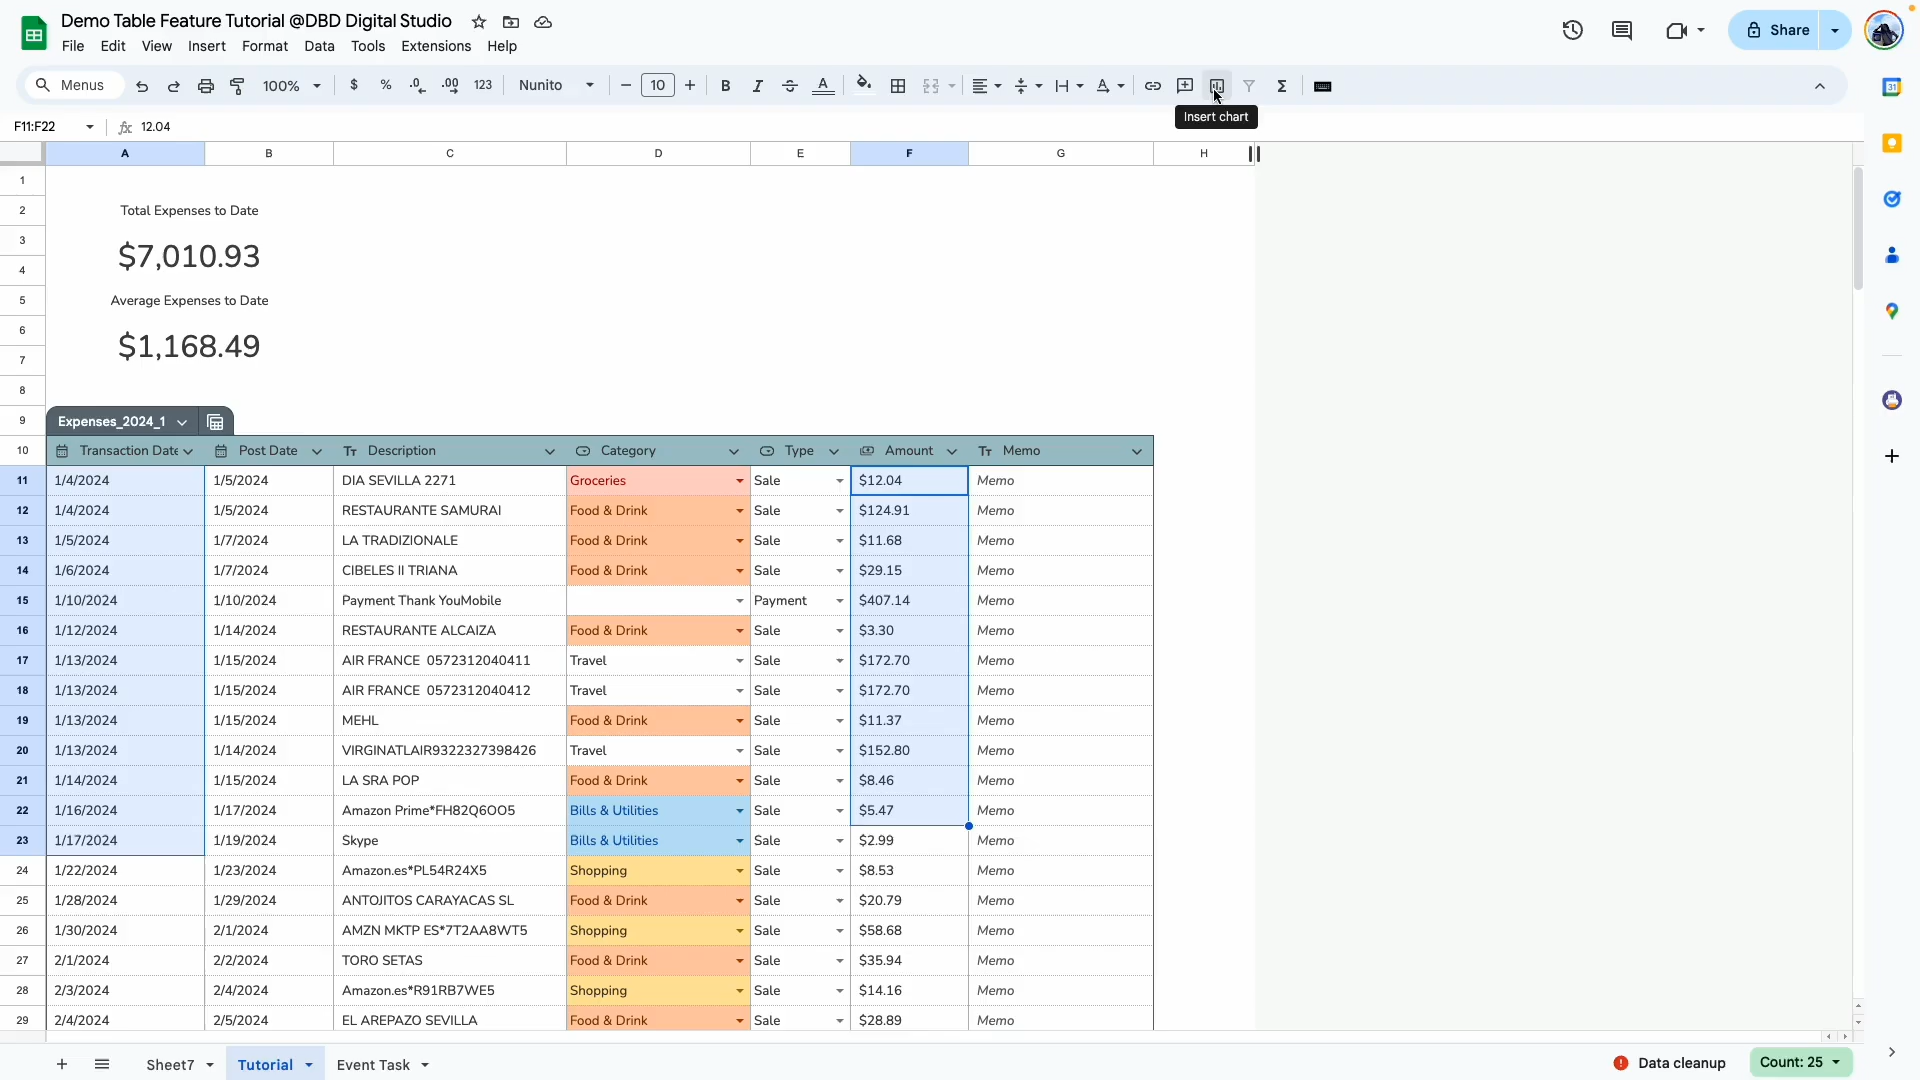 Demo Table Feature Tutorial @DBD Digital Studio
File Edit View Insert Format Data Tools Extensions Help
Share
Menus 100% $ % .0 .00 123 Nunito 10 B I S A
Insert chart
F11:F22 fx 12.04
A B C D E F G H
1
2 Total Expenses to Date
3 $7,010.93
4
5 Average Expenses to Date
6 $1,168.49
7
8
9 Expenses_2024_1
10 Transaction Date Post Date Tт Description Category Type Amount Tт Memo
11 1/4/2024 1/5/2024 DIA SEVILLA 2271 Groceries Sale $12.04 Memo
12 1/4/2024 1/5/2024 RESTAURANTE SAMURAI Food & Drink Sale $124.91 Memo
13 1/5/2024 1/7/2024 LA TRADIZIONALE Food & Drink Sale $11.68 Memo
14 1/6/2024 1/7/2024 CIBELES II TRIANA Food & Drink Sale $29.15 Memo
15 1/10/2024 1/10/2024 Payment Thank YouMobile Payment $407.14 Memo
16 1/12/2024 1/14/2024 RESTAURANTE ALCAIZA Food & Drink Sale $3.30 Memo
17 1/13/2024 1/15/2024 AIR FRANCE 0572312040411 Travel Sale $172.70 Memo
18 1/13/2024 1/15/2024 AIR FRANCE 0572312040412 Travel Sale $172.70 Memo
19 1/13/2024 1/15/2024 MEHL Food & Drink Sale $11.37 Memo
20 1/13/2024 1/14/2024 VIRGINATLAIR9322327398426 Travel Sale $152.80 Memo
21 1/14/2024 1/15/2024 LA SRA POP Food & Drink Sale $8.46 Memo
22 1/16/2024 1/17/2024 Amazon Prime*FH82Q6OO5 Bills & Utilities Sale $5.47 Memo
23 1/17/2024 1/19/2024 Skype Bills & Utilities Sale $2.99 Memo
24 1/22/2024 1/23/2024 Amazon.es*PL54R24X5 Shopping Sale $8.53 Memo
25 1/28/2024 1/29/2024 ANTOJITOS CARAYACAS SL Food & Drink Sale $20.79 Memo
26 1/30/2024 2/1/2024 AMZN MKTP ES*7T2AA8WT5 Shopping Sale $58.68 Memo
27 2/1/2024 2/2/2024 TORO SETAS Food & Drink Sale $35.94 Memo
28 2/3/2024 2/4/2024 Amazon.es*R91RB7WE5 Shopping Sale $14.16 Memo
29 2/4/2024 2/5/2024 EL AREPAZO SEVILLA Food & Drink Sale $28.89 Memo
Sheet7 Tutorial Event Task Data cleanup Count: 25